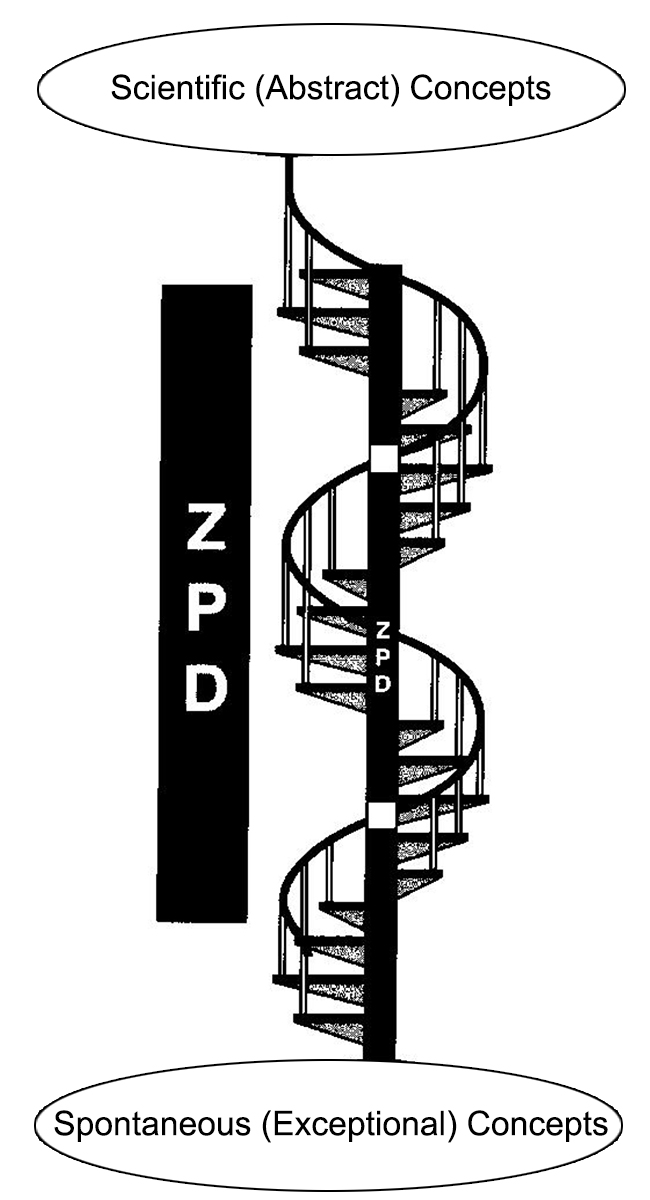 Scientific (Abstract) Concepts
Z
P
D
Z
P
D
Spontaneous (Exceptional) Concepts